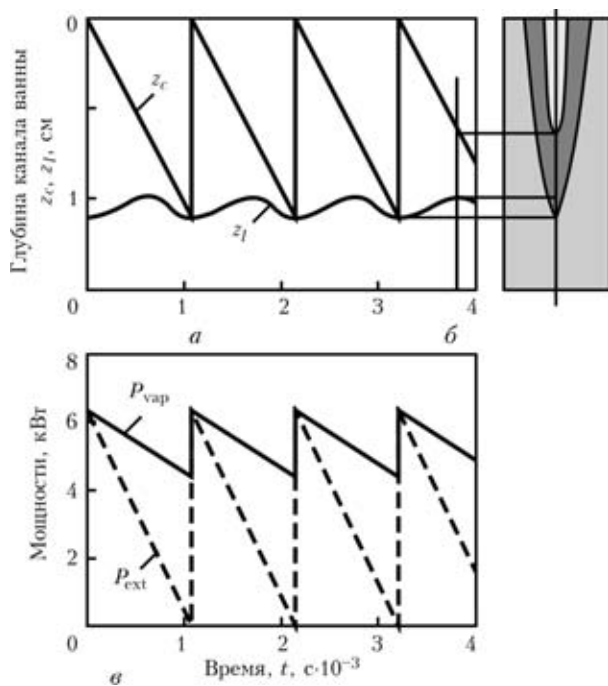 Глубина канала ванны
z_c, z_l, см
0
1
z_c
z_l
0 1 2 3 4
а б
Мощности, кВт
8
6
4
2
0
P_vap
P_ext
0 1 2 3 4
Время, t, с·10⁻³
в